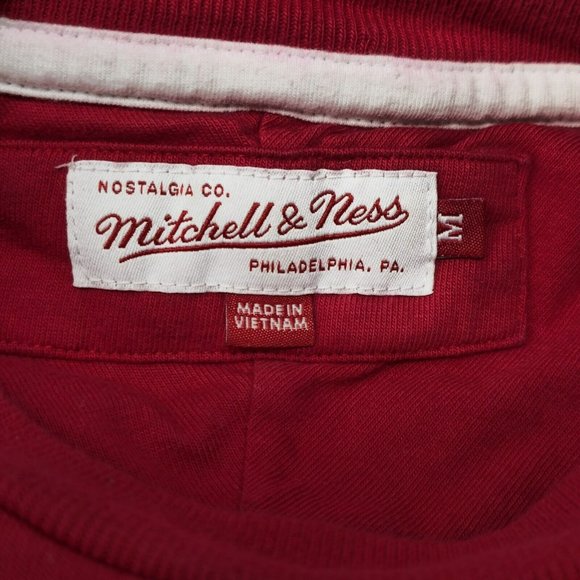 NOSTALGIA CO.
Mitchell & Ness
PHILADELPHIA, PA.
M
MADE IN
VIETNAM